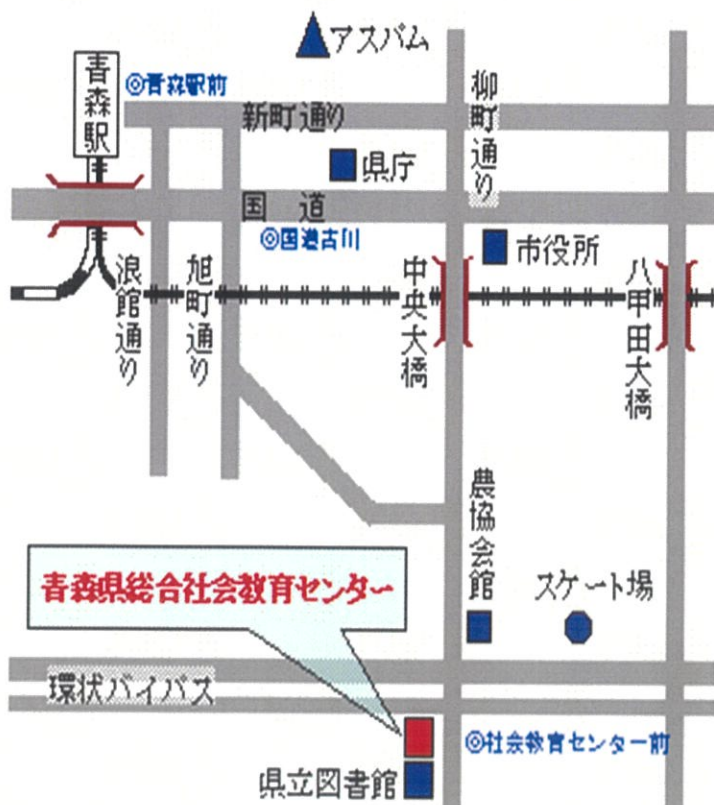 アスパム
青森駅
◎青森駅前
新町通り
柳町通り
県庁
国 道
◎国道古川
市役所
浪館通り
旭町通り
中央大橋
八甲田大橋
農協会館
スケート場
青森県総合社会教育センター
環状バイパス
◎社会教育センター前
県立図書館